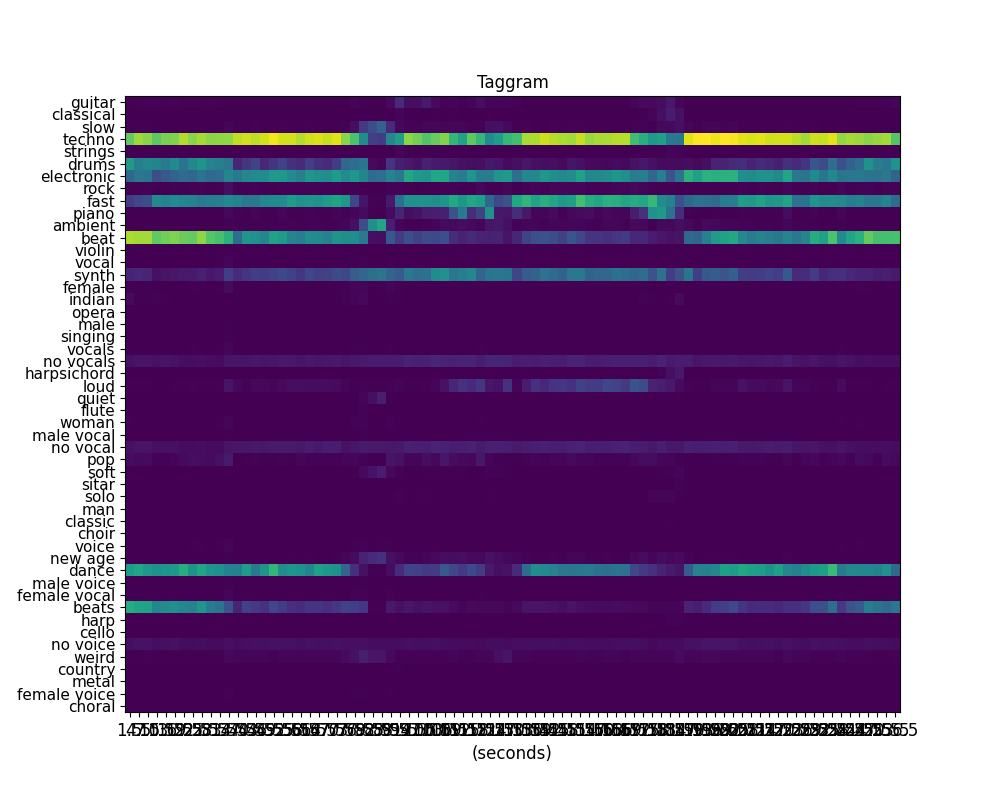 Taggram
guitar
classical
slow
techno
strings
drums
electronic
rock
fast
piano
ambient
beat
violin
vocal
synth
female
indian
opera
male
singing
vocals
no vocals
harpsichord
loud
quiet
flute
woman
male vocal
no vocal
pop
soft
sitar
solo
man
classic
choir
voice
new age
dance
male voice
female vocal
beats
harp
cello
no voice
weird
country
metal
female voice
choral
(seconds)